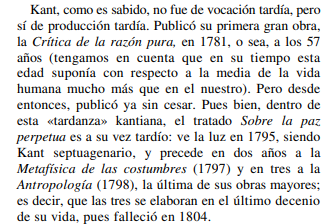 Kant, como es sabido, no fue de vocación tardía, pero
sí de producción tardía. Publicó su primera gran obra,
la Crítica de la razón pura, en 1781, o sea, a los 57
años (tengamos en cuenta que en su tiempo esta
edad suponía con respecto a la media de la vida
humana mucho más que en el nuestro). Pero desde
entonces, publicó ya sin cesar. Pues bien, dentro de
esta «tardanza» kantiana, el tratado Sobre la paz
perpetua es a su vez tardío: ve la luz en 1795, siendo
Kant septuagenario, y precede en dos años a la
Metafísica de las costumbres (1797) y en tres a la
Antropología (1798), la última de sus obras mayores;
es decir, que las tres se elaboran en el último decenio
de su vida, pues falleció en 1804.